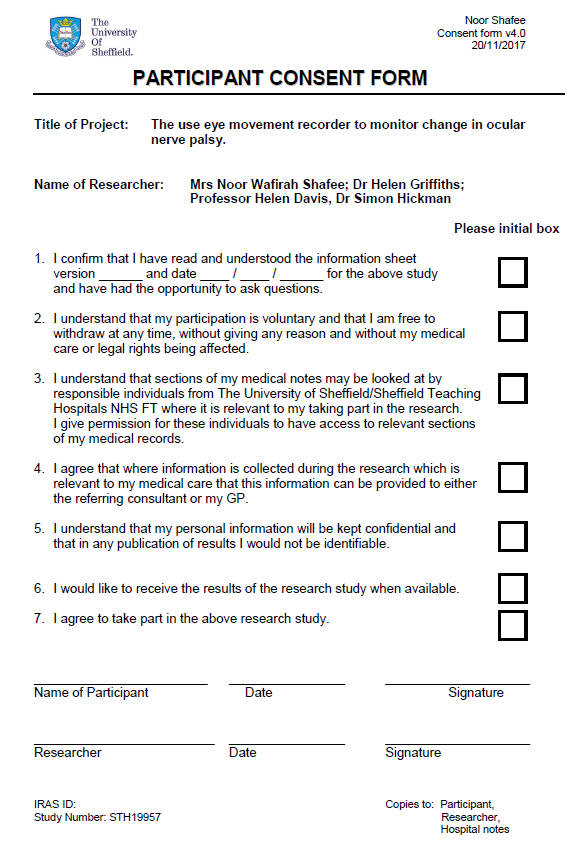 The
University
Of
Sheffield.
Noor Shafee
Consent form v4.0
20/11/2017
PARTICIPANT CONSENT FORM
Title of Project: The use eye movement recorder to monitor change in ocular
nerve palsy.
Name of Researcher: Mrs Noor Wafirah Shafee; Dr Helen Griffiths;
Professor Helen Davis, Dr Simon Hickman
Please initial box
1. I confirm that I have read and understood the information sheet
version ______ and date ____ / ____ / ______ for the above study
and have had the opportunity to ask questions.
2. I understand that my participation is voluntary and that I am free to
withdraw at any time, without giving any reason and without my medical
care or legal rights being affected.
3. I understand that sections of my medical notes may be looked at by
responsible individuals from The University of Sheffield/Sheffield Teaching
Hospitals NHS FT where it is relevant to my taking part in the research.
I give permission for these individuals to have access to relevant sections
of my medical records.
4. I agree that where information is collected during the research which is
relevant to my medical care that this information can be provided to either
the referring consultant or my GP.
5. I understand that my personal information will be kept confidential and
that in any publication of results I would not be identifiable.
6. I would like to receive the results of the research study when available.
7. I agree to take part in the above research study.
Name of Participant Date Signature
Researcher Date Signature
IRAS ID:
Study Number: STH19957
Copies to: Participant,
Researcher,
Hospital notes